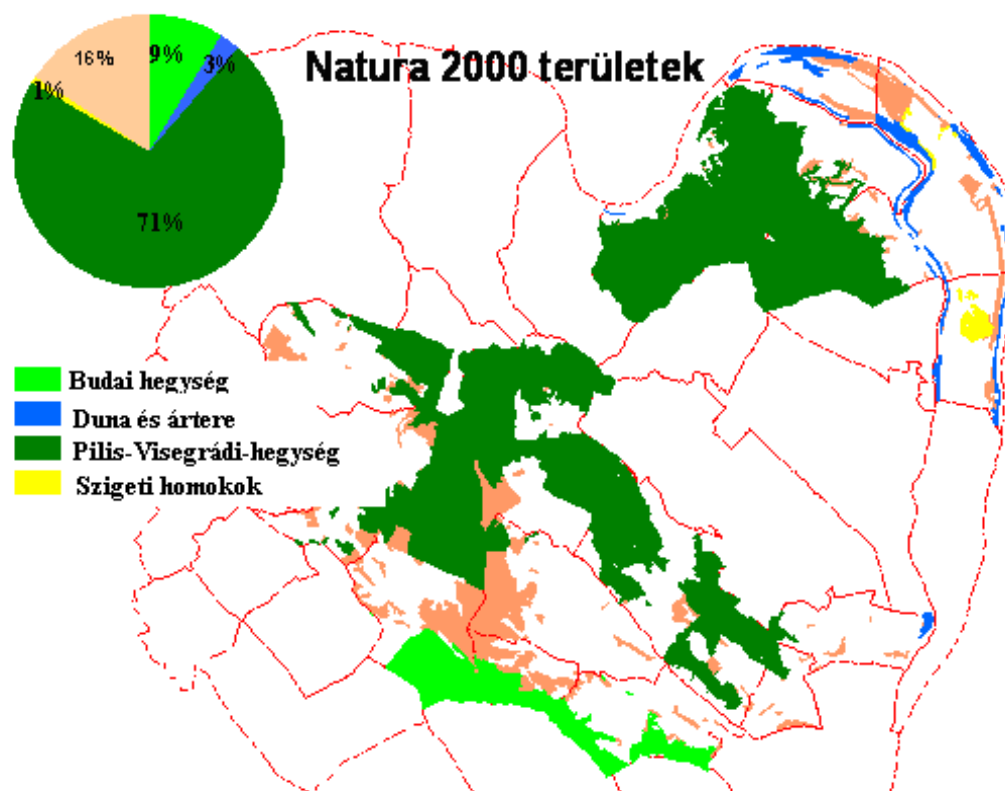 Natura 2000 területek
16%
9%
3%
1%
71%
Budai hegység
Duna és ártere
Pilis-Visegrádi-hegység
Szigeti homokok